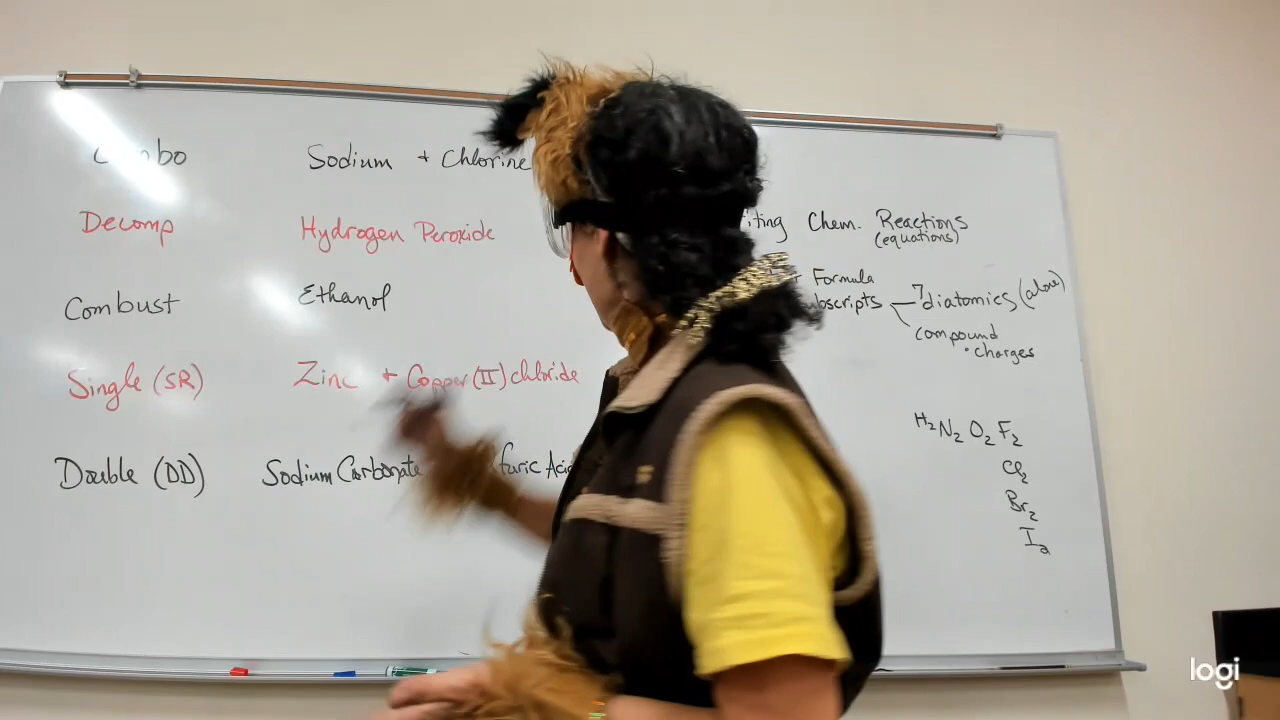 Sodium + Chlorine
Decomp Hydrogen Peroxide
Combust Ethanol
Single (SR) Zinc + Copper (II) chloride
Double (DD) Sodium Carbonate
Chem. Reactions
(equations)
Formula
7 diatomics (alone)
compound
• charges
H₂ N₂ O₂ F₂
Cl₂
Br₂
I₂
logi